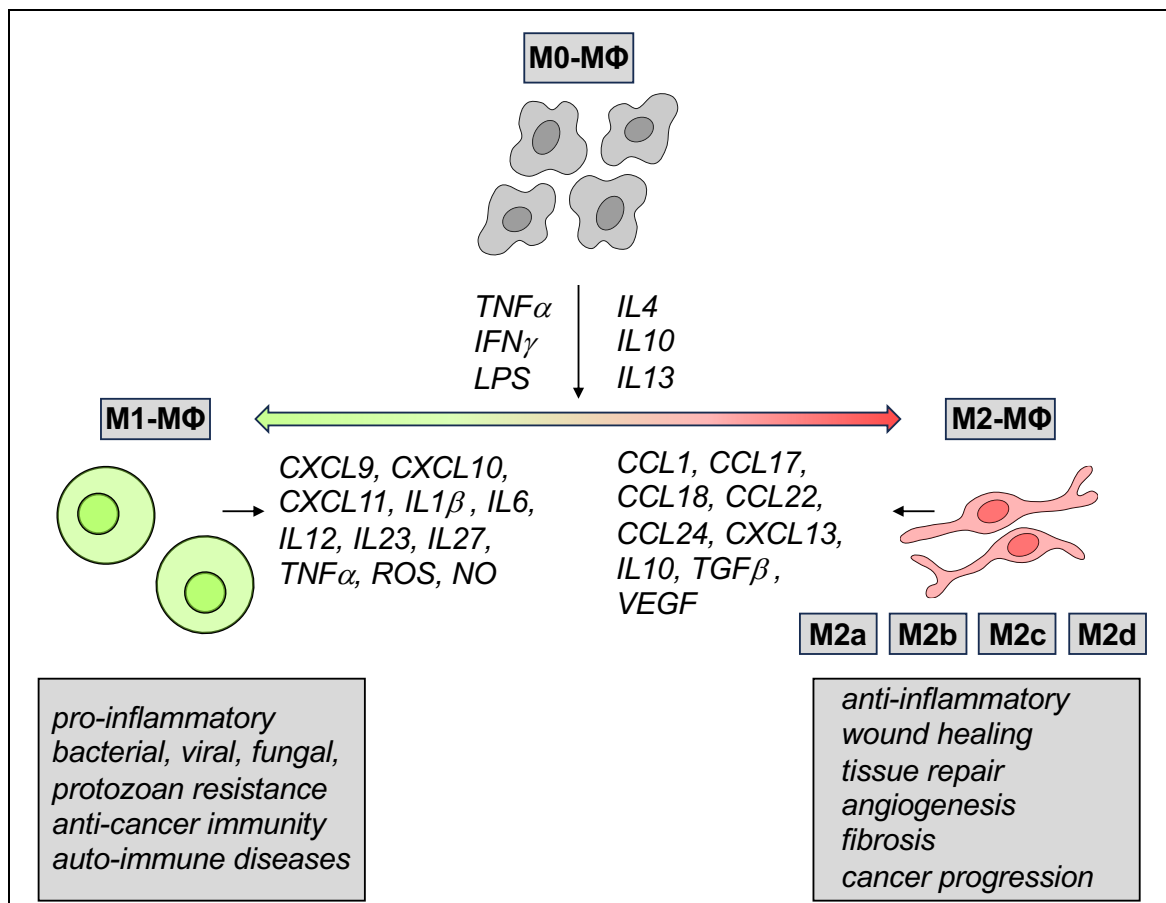 M0-MΦ
TNFα
IFNγ
LPS
IL4
IL10
IL13
M1-MΦ
M2-MΦ
CXCL9, CXCL10,
CXCL11, IL1β, IL6,
IL12, IL23, IL27,
TNFα, ROS, NO
CCL1, CCL17,
CCL18, CCL22,
CCL24, CXCL13,
IL10, TGFβ,
VEGF
M2a M2b M2c M2d
pro-inflammatory
bacterial, viral, fungal,
protozoan resistance
anti-cancer immunity
auto-immune diseases
anti-inflammatory
wound healing
tissue repair
angiogenesis
fibrosis
cancer progression